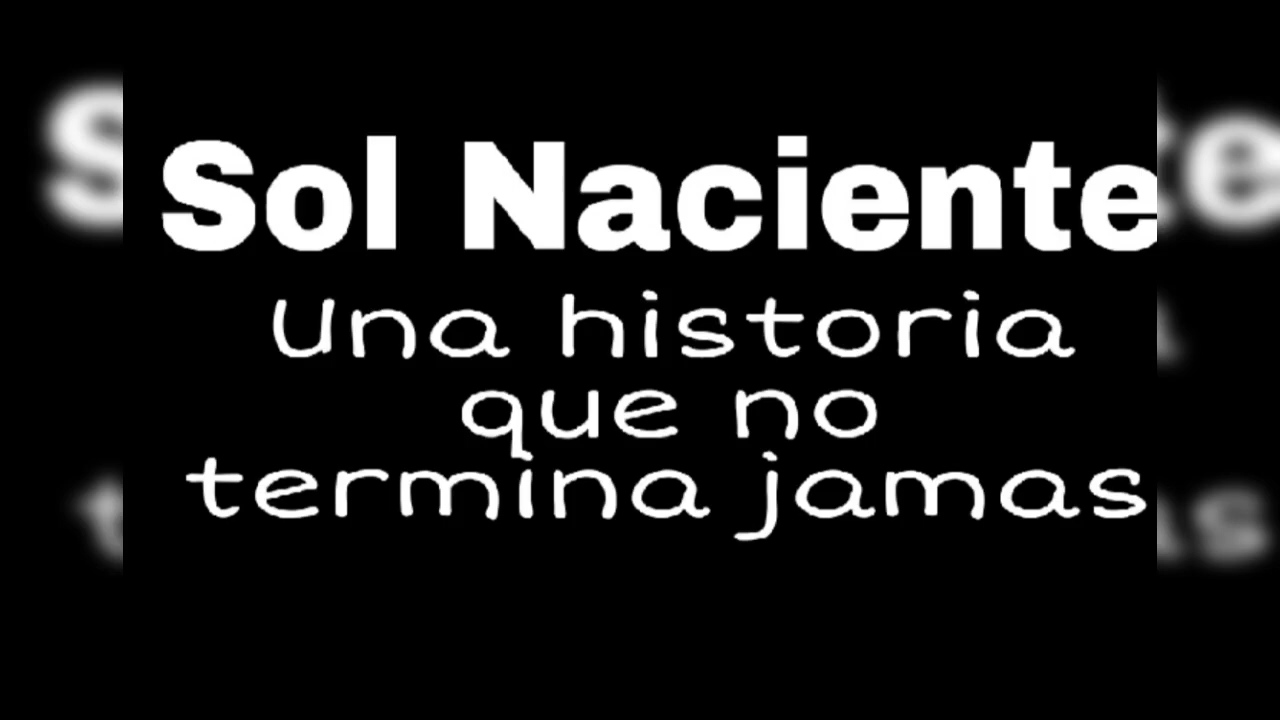 Sol Naciente
Una historia
que no
termina jamas